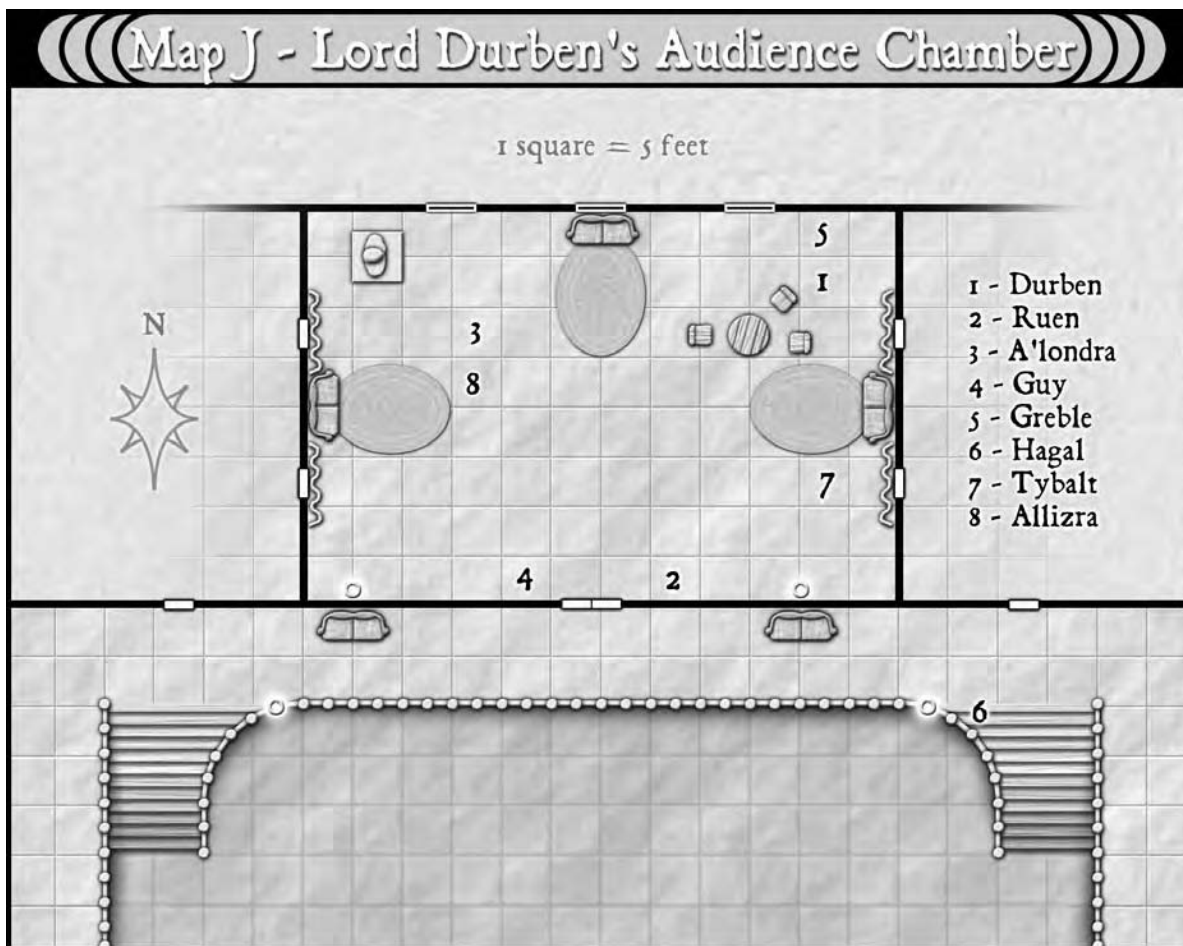 Map J - Lord Durben's Audience Chamber
1 square = 5 feet
5
1
3
8
7
4 2
6
N
1 - Durben
2 - Ruen
3 - A'londra
4 - Guy
5 - Greble
6 - Hagal
7 - Tybalt
8 - Allizra